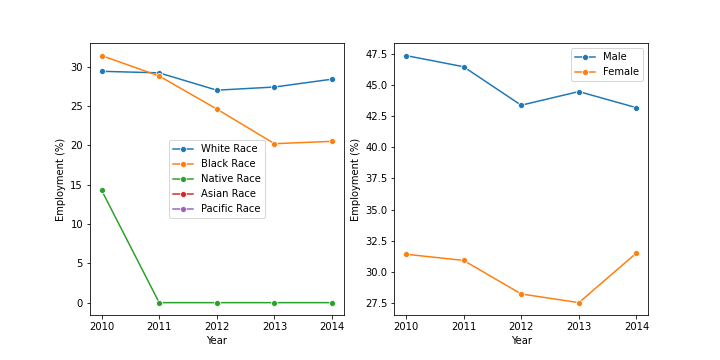 Employment (%)
30
25
20
15
10
5
0
White Race
Black Race
Native Race
Asian Race
Pacific Race
2010 2011 2012 2013 2014
Year
Employment (%)
47.5
45.0
42.5
40.0
37.5
35.0
32.5
30.0
27.5
Male
Female
2010 2011 2012 2013 2014
Year